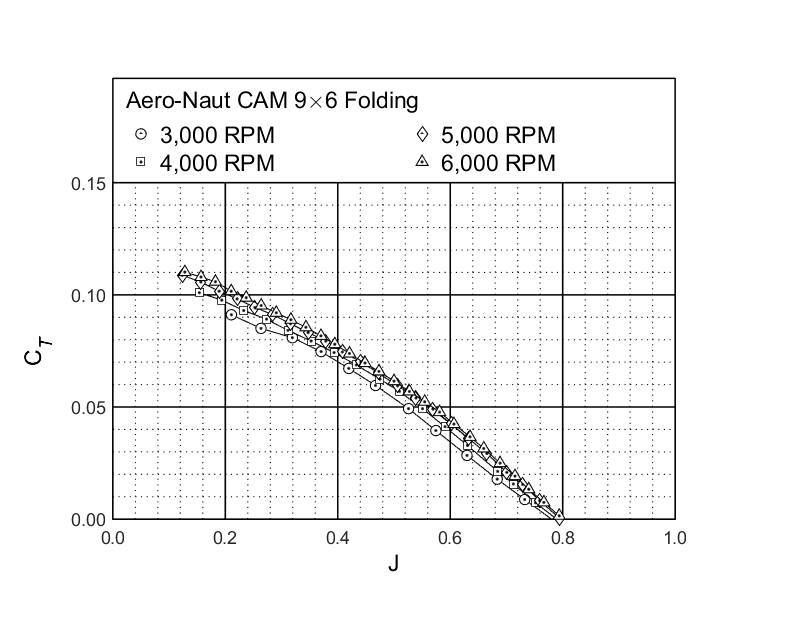 Aero-Naut CAM 9×6 Folding
3,000 RPM
4,000 RPM
5,000 RPM
6,000 RPM
0.15
0.10
0.05
0.00
C_T
0.0 0.2 0.4 0.6 0.8 1.0
J